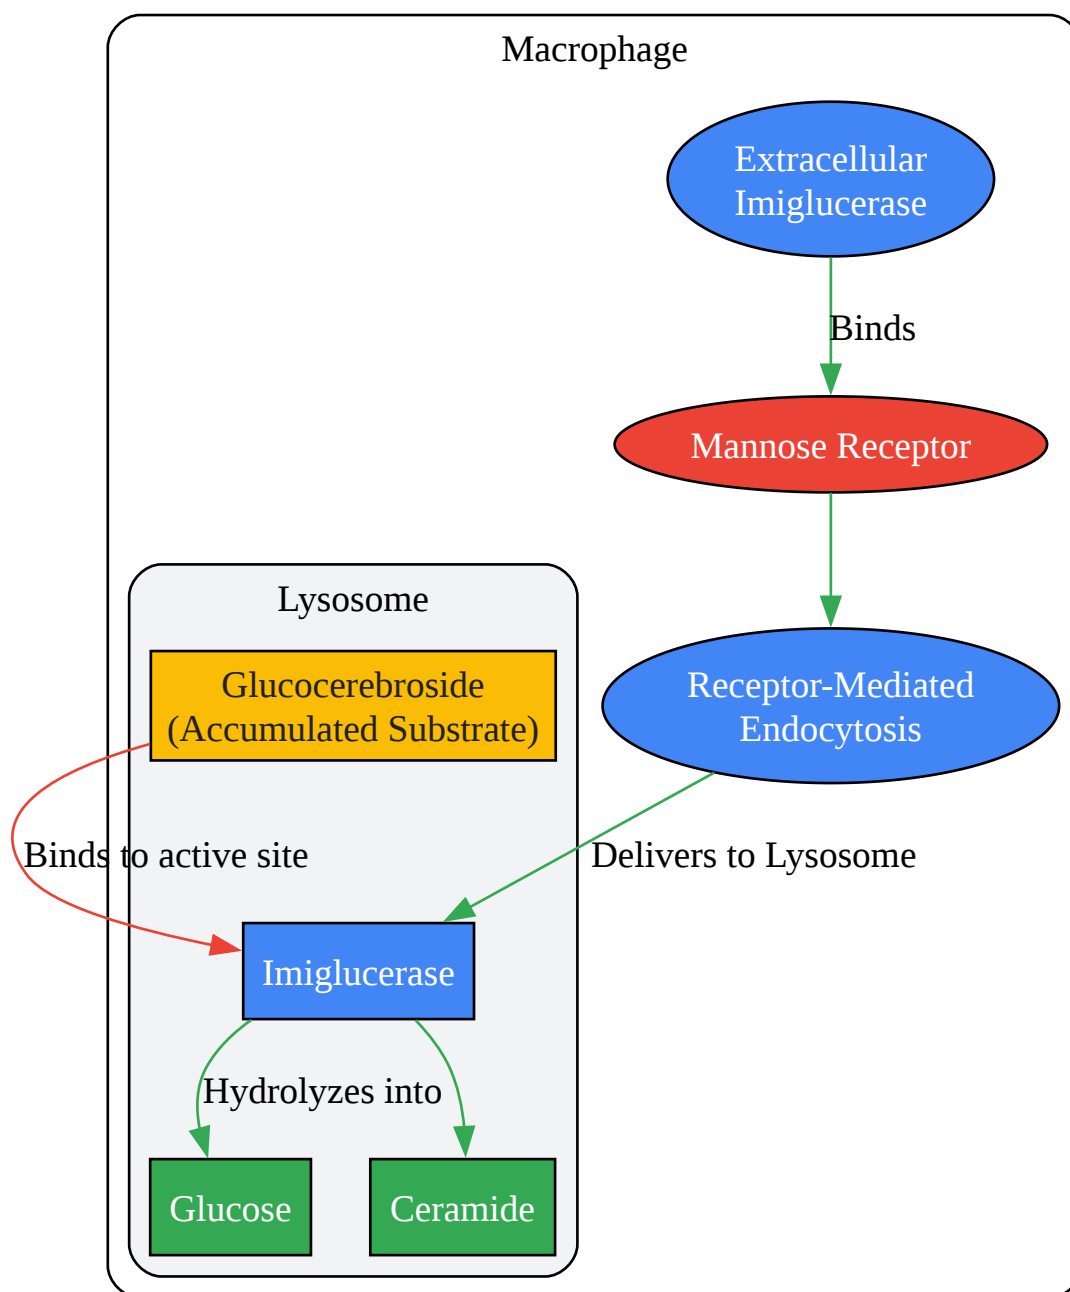 Macrophage
Extracellular
Imiglucerase
Binds
Mannose Receptor
Lysosome
Glucocerebroside
(Accumulated Substrate)
Receptor-Mediated
Endocytosis
Binds to active site
Delivers to Lysosome
Imiglucerase
Hydrolyzes into
Glucose
Ceramide